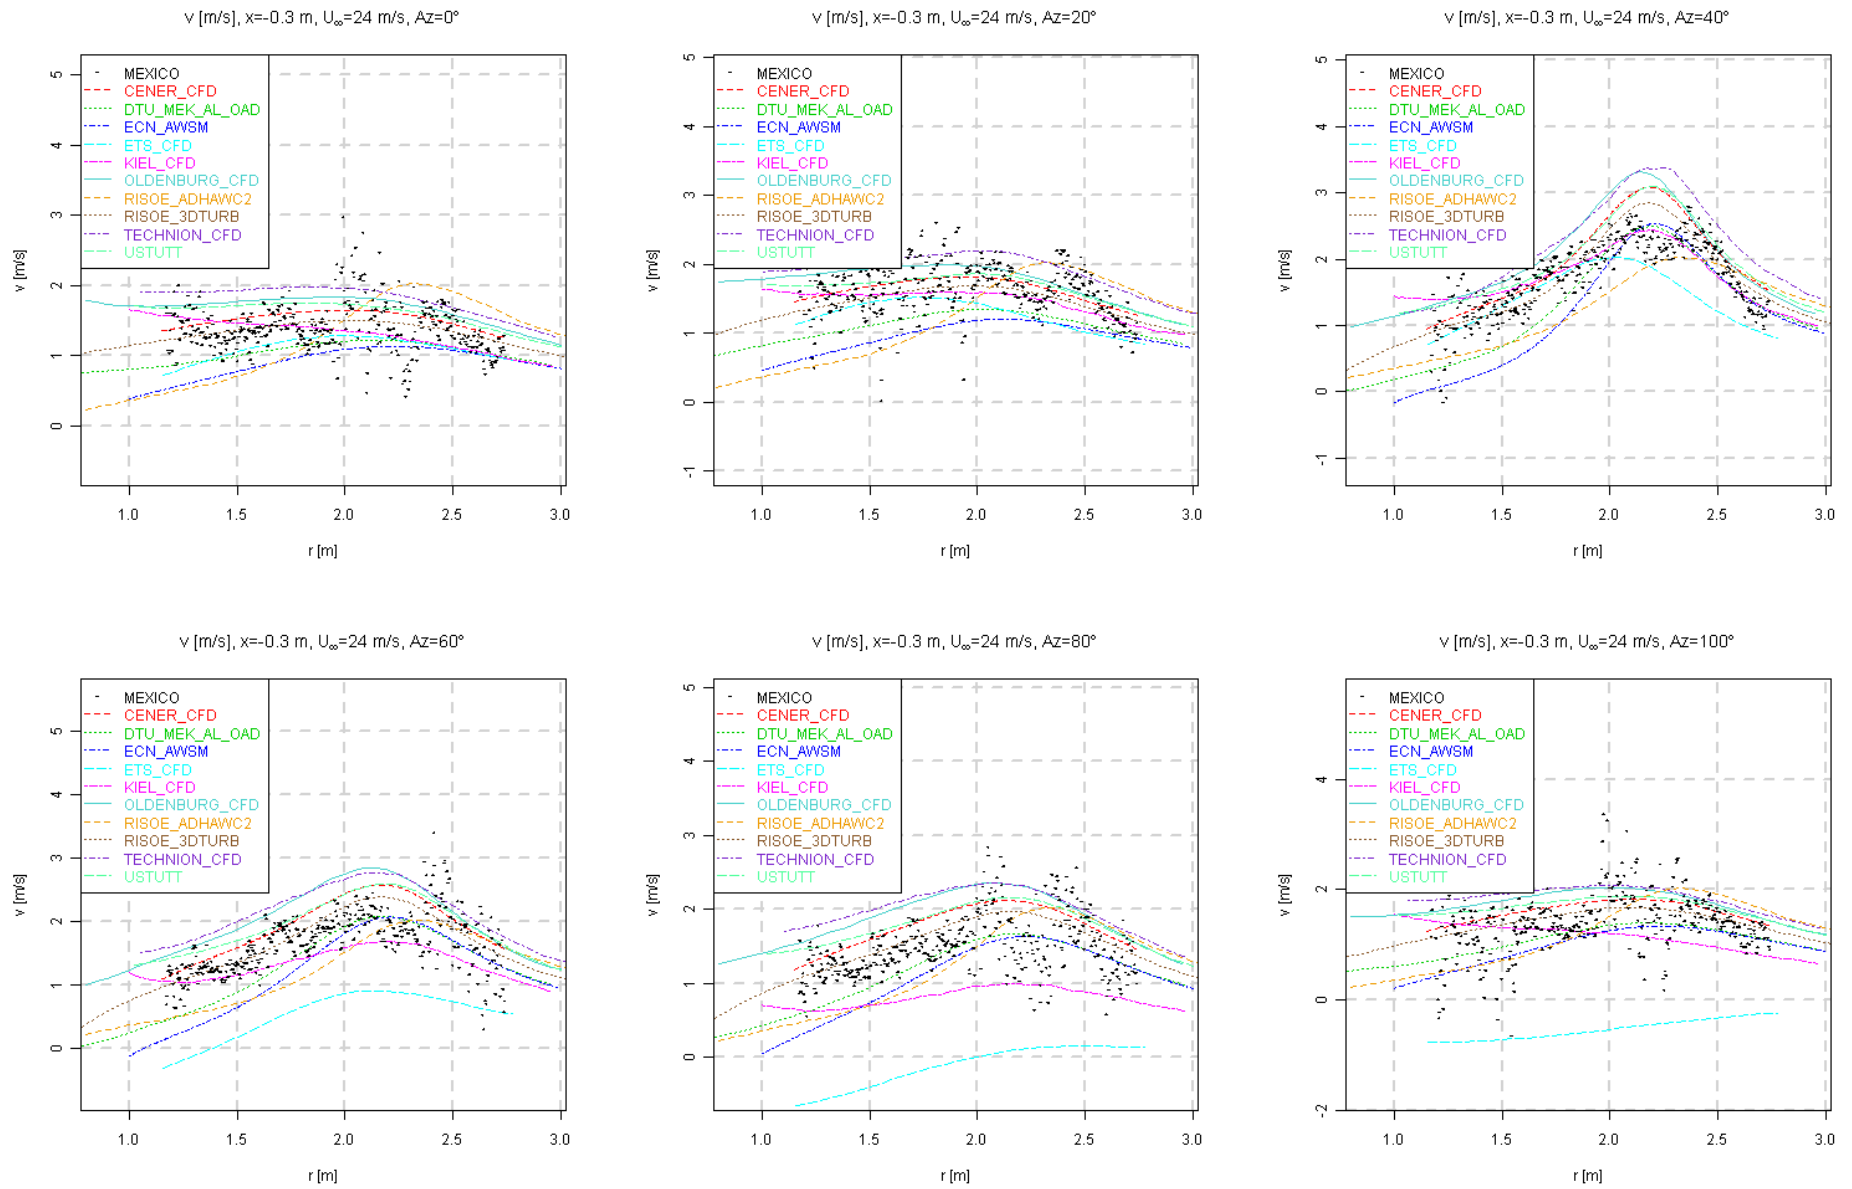 v [m/s], x=-0.3 m, U∞=24 m/s, Az=0°
MEXICO
CENER_CFD
DTU_MEK_AL_OAD
ECN_AWSM
ETS_CFD
KIEL_CFD
OLDENBURG_CFD
RISOE_ADHAWC2
RISOE_3DTURB
TECHNION_CFD
USTUTT
5
4
3
2
1
0
v [m/s]
1.0 1.5 2.0 2.5 3.0
r [m]
v [m/s], x=-0.3 m, U∞=24 m/s, Az=20°
MEXICO
CENER_CFD
DTU_MEK_AL_OAD
ECN_AWSM
ETS_CFD
KIEL_CFD
OLDENBURG_CFD
RISOE_ADHAWC2
RISOE_3DTURB
TECHNION_CFD
USTUTT
5
4
3
2
1
0
-1
v [m/s]
1.0 1.5 2.0 2.5 3.0
r [m]
v [m/s], x=-0.3 m, U∞=24 m/s, Az=40°
MEXICO
CENER_CFD
DTU_MEK_AL_OAD
ECN_AWSM
ETS_CFD
KIEL_CFD
OLDENBURG_CFD
RISOE_ADHAWC2
RISOE_3DTURB
TECHNION_CFD
USTUTT
5
4
3
2
1
0
-1
v [m/s]
1.0 1.5 2.0 2.5 3.0
r [m]
v [m/s], x=-0.3 m, U∞=24 m/s, Az=60°
MEXICO
CENER_CFD
DTU_MEK_AL_OAD
ECN_AWSM
ETS_CFD
KIEL_CFD
OLDENBURG_CFD
RISOE_ADHAWC2
RISOE_3DTURB
TECHNION_CFD
USTUTT
5
4
3
2
1
0
v [m/s]
1.0 1.5 2.0 2.5 3.0
r [m]
v [m/s], x=-0.3 m, U∞=24 m/s, Az=80°
MEXICO
CENER_CFD
DTU_MEK_AL_OAD
ECN_AWSM
ETS_CFD
KIEL_CFD
OLDENBURG_CFD
RISOE_ADHAWC2
RISOE_3DTURB
TECHNION_CFD
USTUTT
5
4
3
2
1
0
v [m/s]
1.0 1.5 2.0 2.5 3.0
r [m]
v [m/s], x=-0.3 m, U∞=24 m/s, Az=100°
MEXICO
CENER_CFD
DTU_MEK_AL_OAD
ECN_AWSM
ETS_CFD
KIEL_CFD
OLDENBURG_CFD
RISOE_ADHAWC2
RISOE_3DTURB
TECHNION_CFD
USTUTT
4
2
0
-2
v [m/s]
1.0 1.5 2.0 2.5 3.0
r [m]